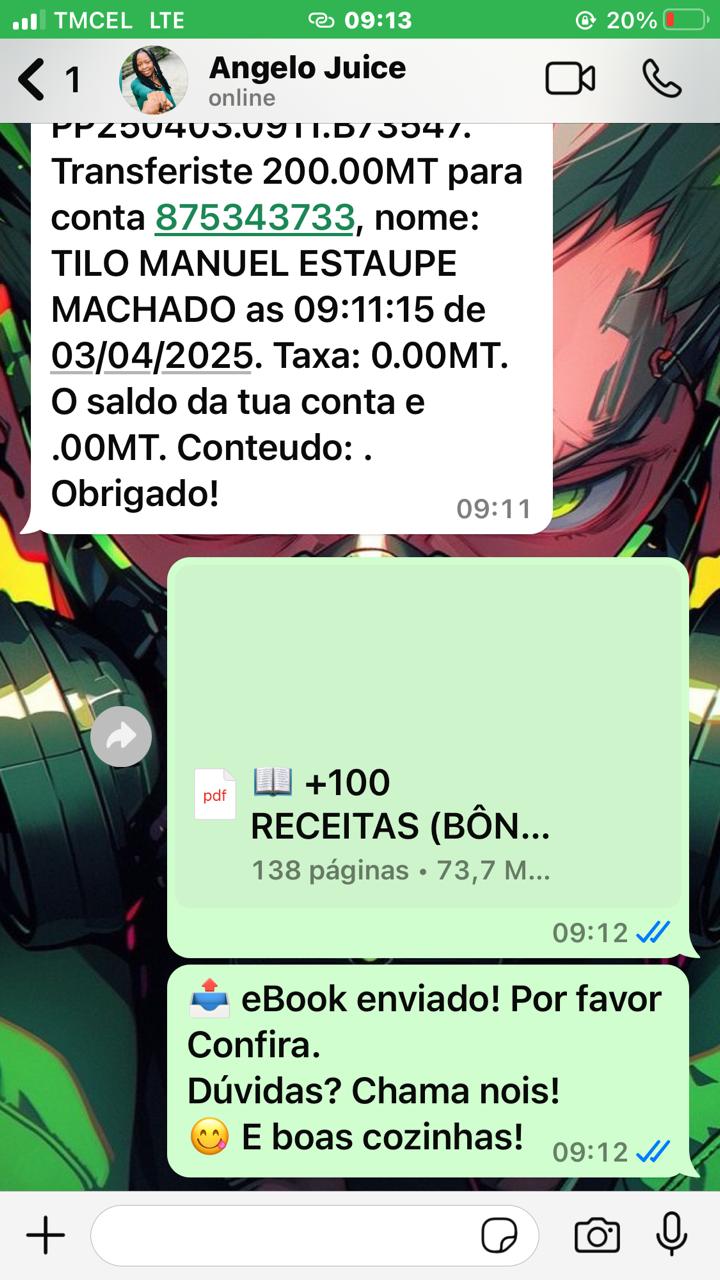 TMCEL LTE 09:13 20%
1 Angelo Juice
online
PP250403.0911.B73547.
Transferiste 200.00MT para
conta 875343733, nome:
TILO MANUEL ESTAUPE
MACHADO as 09:11:15 de
03/04/2025. Taxa: 0.00MT.
O saldo da tua conta e
.00MT. Conteudo: .
Obrigado!
09:11
pdf
📖 +100
RECEITAS (BÔN...
138 páginas • 73,7 M...
09:12
📤 eBook enviado! Por favor
Confira.
Dúvidas? Chama nois!
😋 E boas cozinhas!
09:12